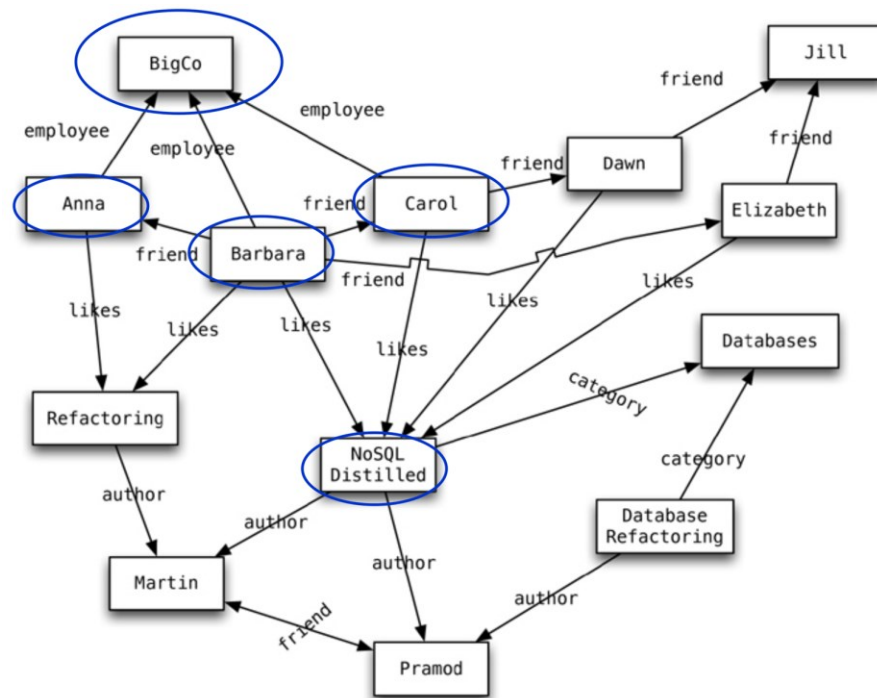 BigCo
Jill
friend
employee
employee
employee
friend
friend
Dawn
Anna
friend
Carol
Elizabeth
friend
Barbara
friend
likes
likes
likes
likes
likes
likes
Databases
category
Refactoring
NoSQL
Distilled
category
author
author
Database
Refactoring
author
Martin
author
friend
Pramod